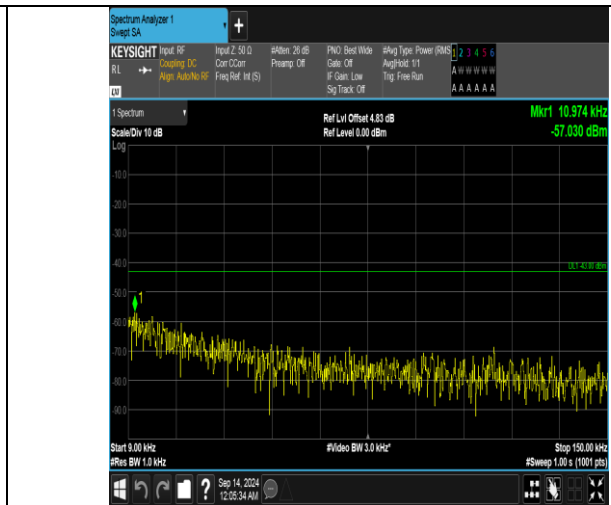 Spectrum Analyzer 1
Swept SA
+
KEYSIGHT Input: RF Input Z: 50 Ω #Atten: 26 dB PNO: Best Wide #Avg Type: Power (RMS 1 2 3 4 5 6
RL Coupling: DC Corr CCorr Preamp: Off Gate: Off Avg|Hold: 1/1 A W W W W W
Align: Auto/No RF Freq Ref: Int (S) IF Gain: Low Trig: Free Run A A A A A A
LXI Sig Track: Off
1 Spectrum Ref Lvl Offset 4.83 dB Mkr1 10.974 kHz
Scale/Div 10 dB Ref Level 0.00 dBm -57.030 dBm
Log
-10.0
-20.0
-30.0
-40.0 DL1 -43.00 dBm
-50.0
1
-60.0
-70.0
-80.0
-90.0
Start 9.00 kHz #Video BW 3.0 kHz* Stop 150.00 kHz
#Res BW 1.0 kHz #Sweep 1.00 s (1001 pts)
? Sep 14, 2024
12:05:34 AM